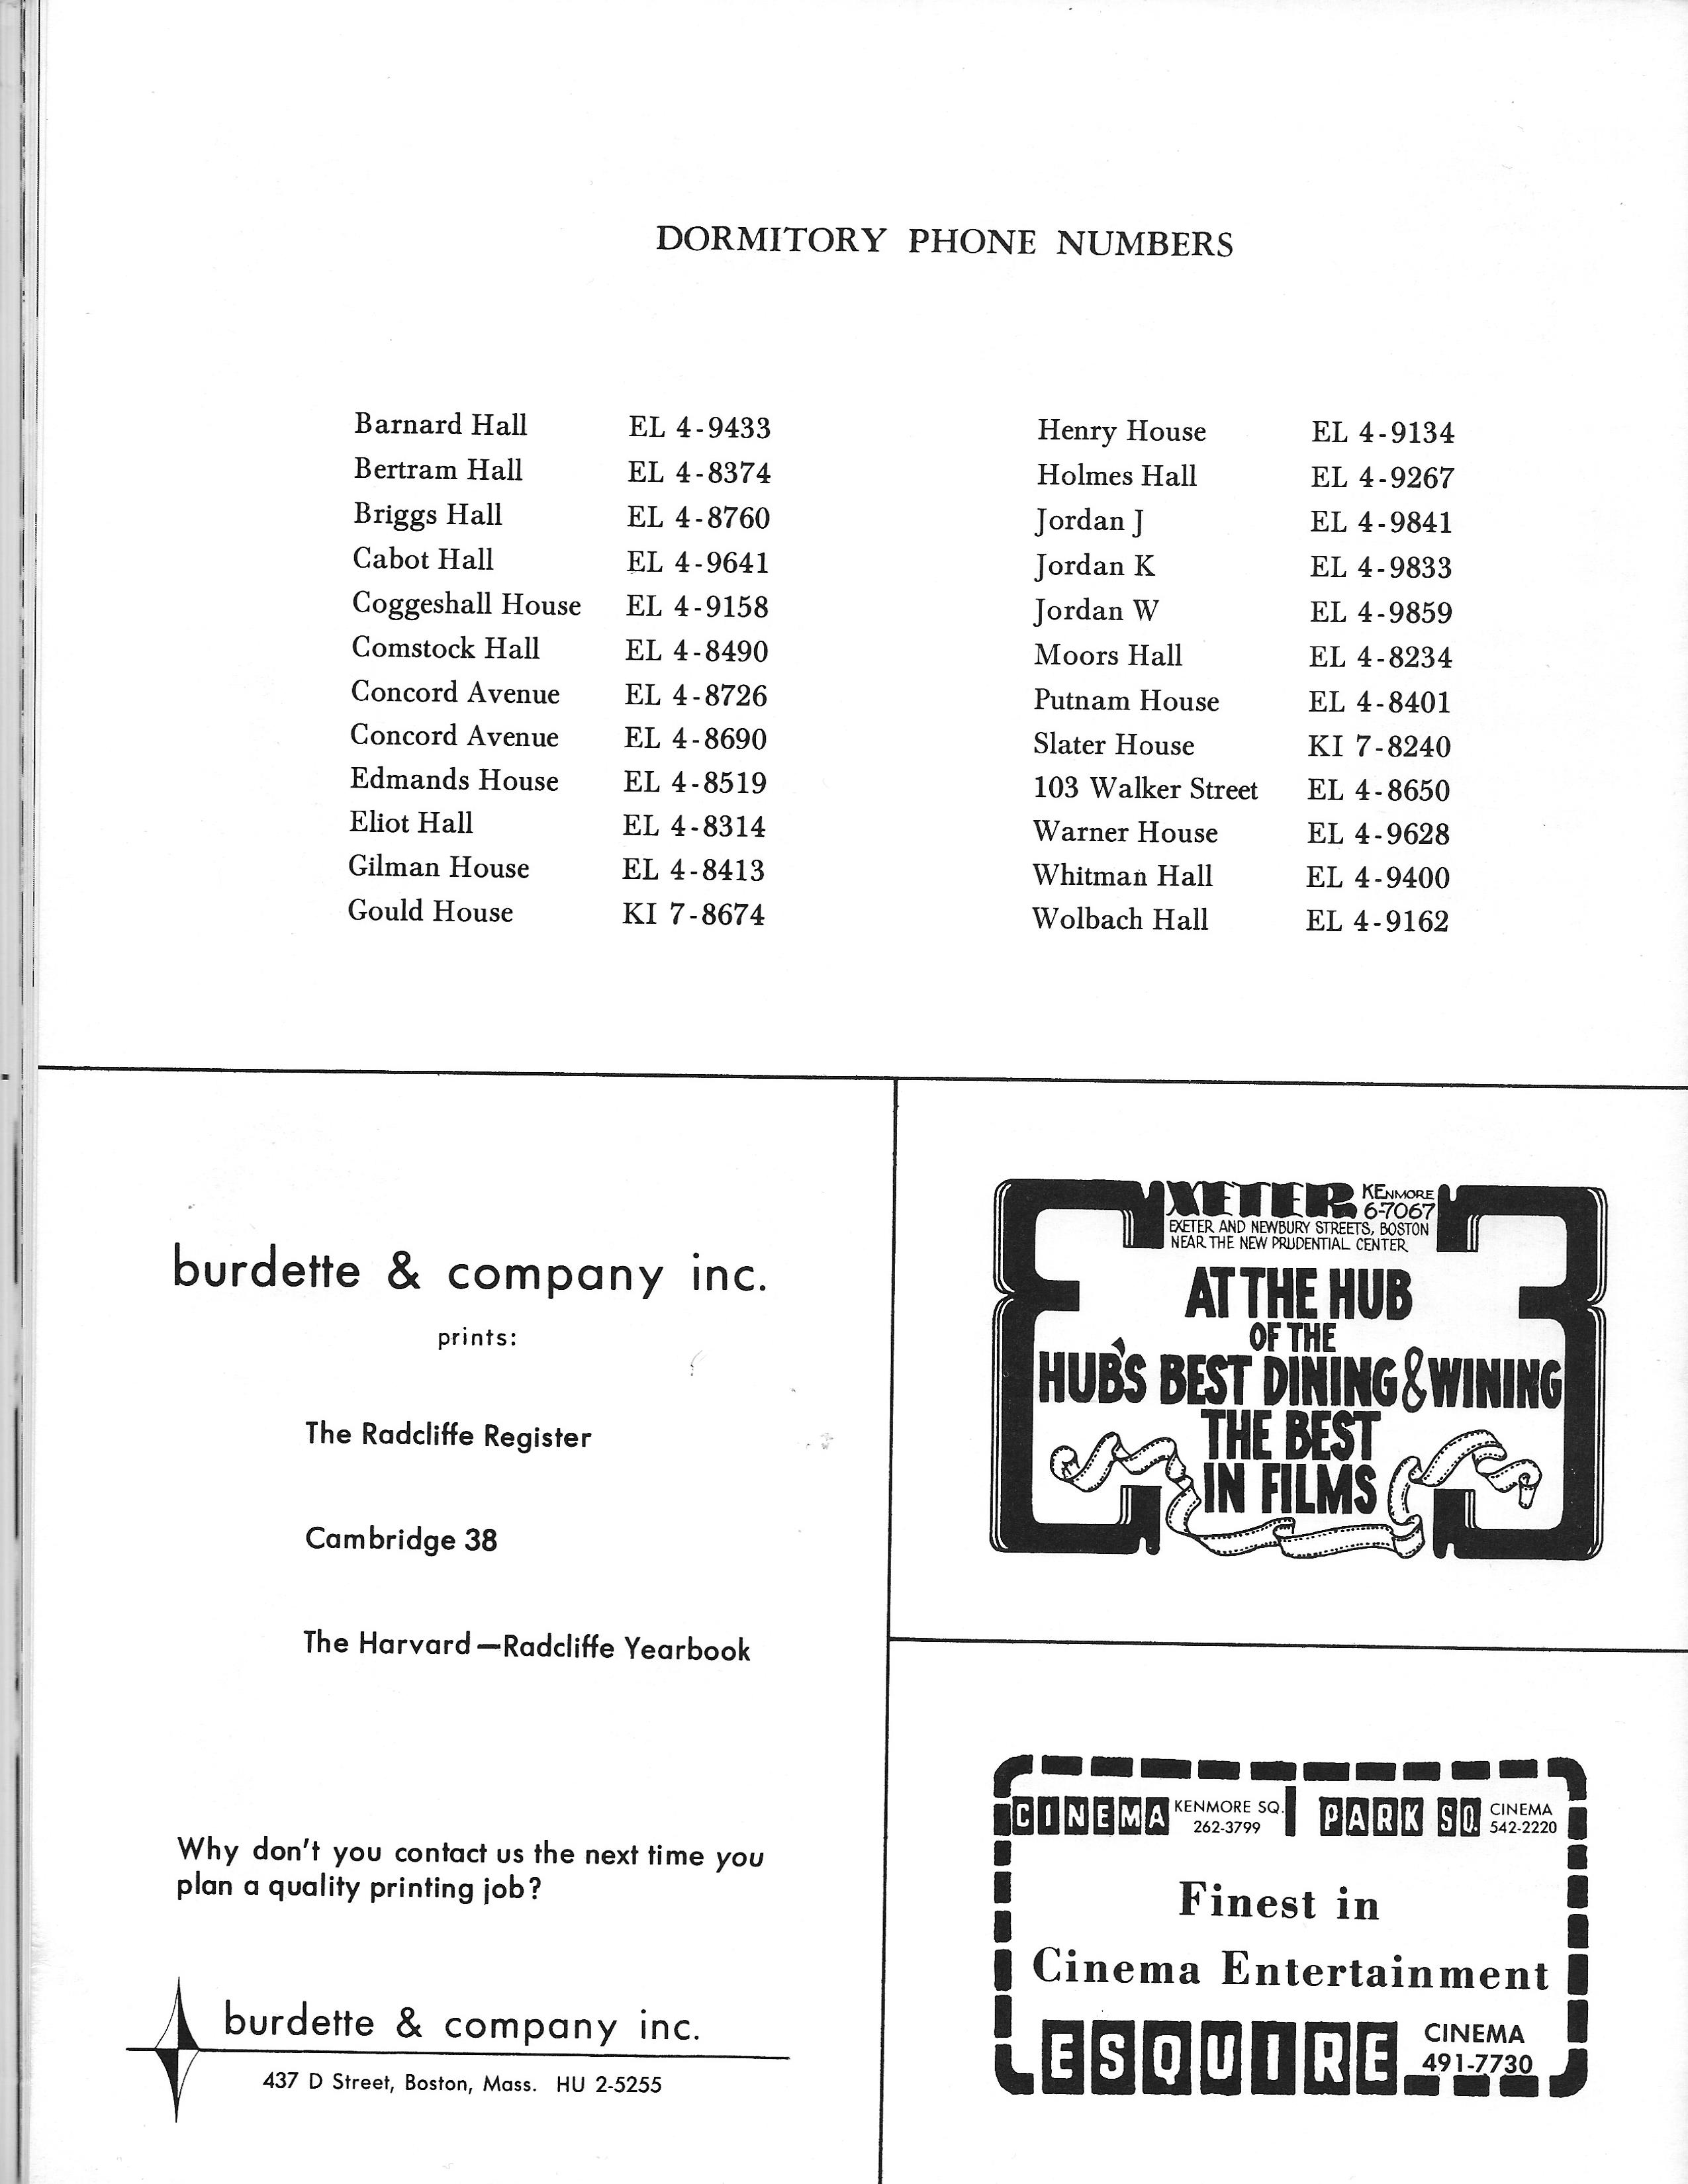 DORMITORY PHONE NUMBERS
Barnard Hall EL 4-9433
Bertram Hall EL 4-8374
Briggs Hall EL 4-8760
Cabot Hall EL 4-9641
Coggeshall House EL 4-9158
Comstock Hall EL 4-8490
Concord Avenue EL 4-8726
Concord Avenue EL 4-8690
Edmands House EL 4-8519
Eliot Hall EL 4-8314
Gilman House EL 4-8413
Gould House KI 7-8674
Henry House EL 4-9134
Holmes Hall EL 4-9267
Jordan J EL 4-9841
Jordan K EL 4-9833
Jordan W EL 4-9859
Moors Hall EL 4-8234
Putnam House EL 4-8401
Slater House KI 7-8240
103 Walker Street EL 4-8650
Warner House EL 4-9628
Whitman Hall EL 4-9400
Wolbach Hall EL 4-9162
burdette & company inc.
prints:
The Radcliffe Register
Cambridge 38
The Harvard—Radcliffe Yearbook
Why don't you contact us the next time you
plan a quality printing job?
burdette & company inc.
437 D Street, Boston, Mass. HU 2-5255
EXETER KENMORE
6-7067
EXETER AND NEWBURY STREETS, BOSTON
NEAR THE NEW PRUDENTIAL CENTER
AT THE HUB
OF THE
HUB'S BEST DINING & WINING
THE BEST
IN FILMS
CINEMA KENMORE SQ.
262-3799
PARK SQ. CINEMA
542-2220
Finest in
Cinema Entertainment
ESQUIRE CINEMA
491-7730